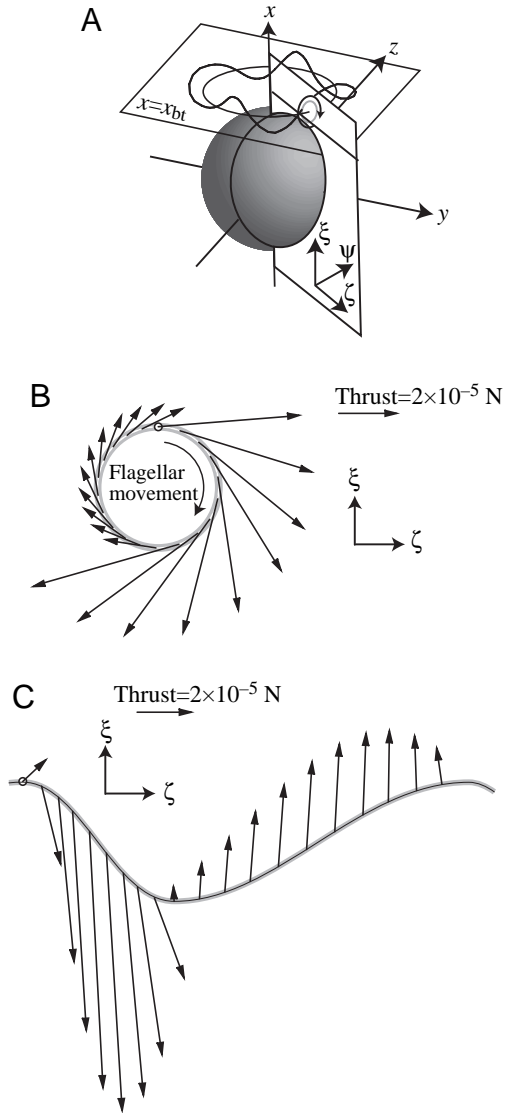 A
x
z
x=x_bt
y
ξ
ψ
ζ
B
Thrust=2×10⁻⁵ N
Flagellar
movement
ξ
ζ
C
Thrust=2×10⁻⁵ N
ξ
ζ